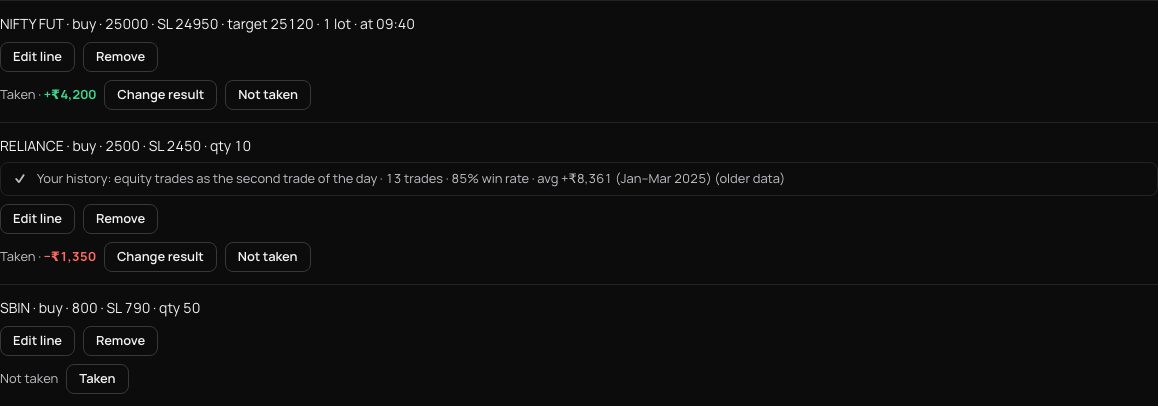 NIFTY FUT · buy · 25000 · SL 24950 · target 25120 · 1 lot · at 09:40
Edit line Remove
Taken · +₹4,200 Change result Not taken
RELIANCE · buy · 2500 · SL 2450 · qty 10
Your history: equity trades as the second trade of the day · 13 trades · 85% win rate · avg +₹8,361 (Jan–Mar 2025) (older data)
Edit line Remove
Taken · −₹1,350 Change result Not taken
SBIN · buy · 800 · SL 790 · qty 50
Edit line Remove
Not taken Taken